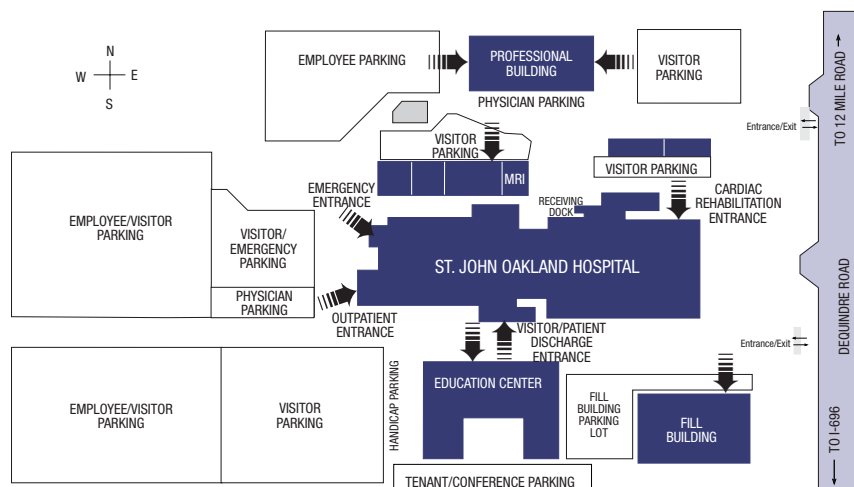 N
W E
S
EMPLOYEE PARKING
PROFESSIONAL
BUILDING
VISITOR
PARKING
PHYSICIAN PARKING
TO 12 MILE ROAD
Entrance/Exit
VISITOR
PARKING
MRI
VISITOR PARKING
EMERGENCY
ENTRANCE
RECEIVING
DOCK
CARDIAC
REHABILITATION
ENTRANCE
EMPLOYEE/VISITOR
PARKING
VISITOR/
EMERGENCY
PARKING
ST. JOHN OAKLAND HOSPITAL
PHYSICIAN
PARKING
OUTPATIENT
ENTRANCE
VISITOR/PATIENT
DISCHARGE
ENTRANCE
DEQUINDRE ROAD
Entrance/Exit
EMPLOYEE/VISITOR
PARKING
VISITOR
PARKING
HANDICAP PARKING
EDUCATION CENTER
FILL
BUILDING
PARKING
LOT
FILL
BUILDING
TO I-696
TENANT/CONFERENCE PARKING